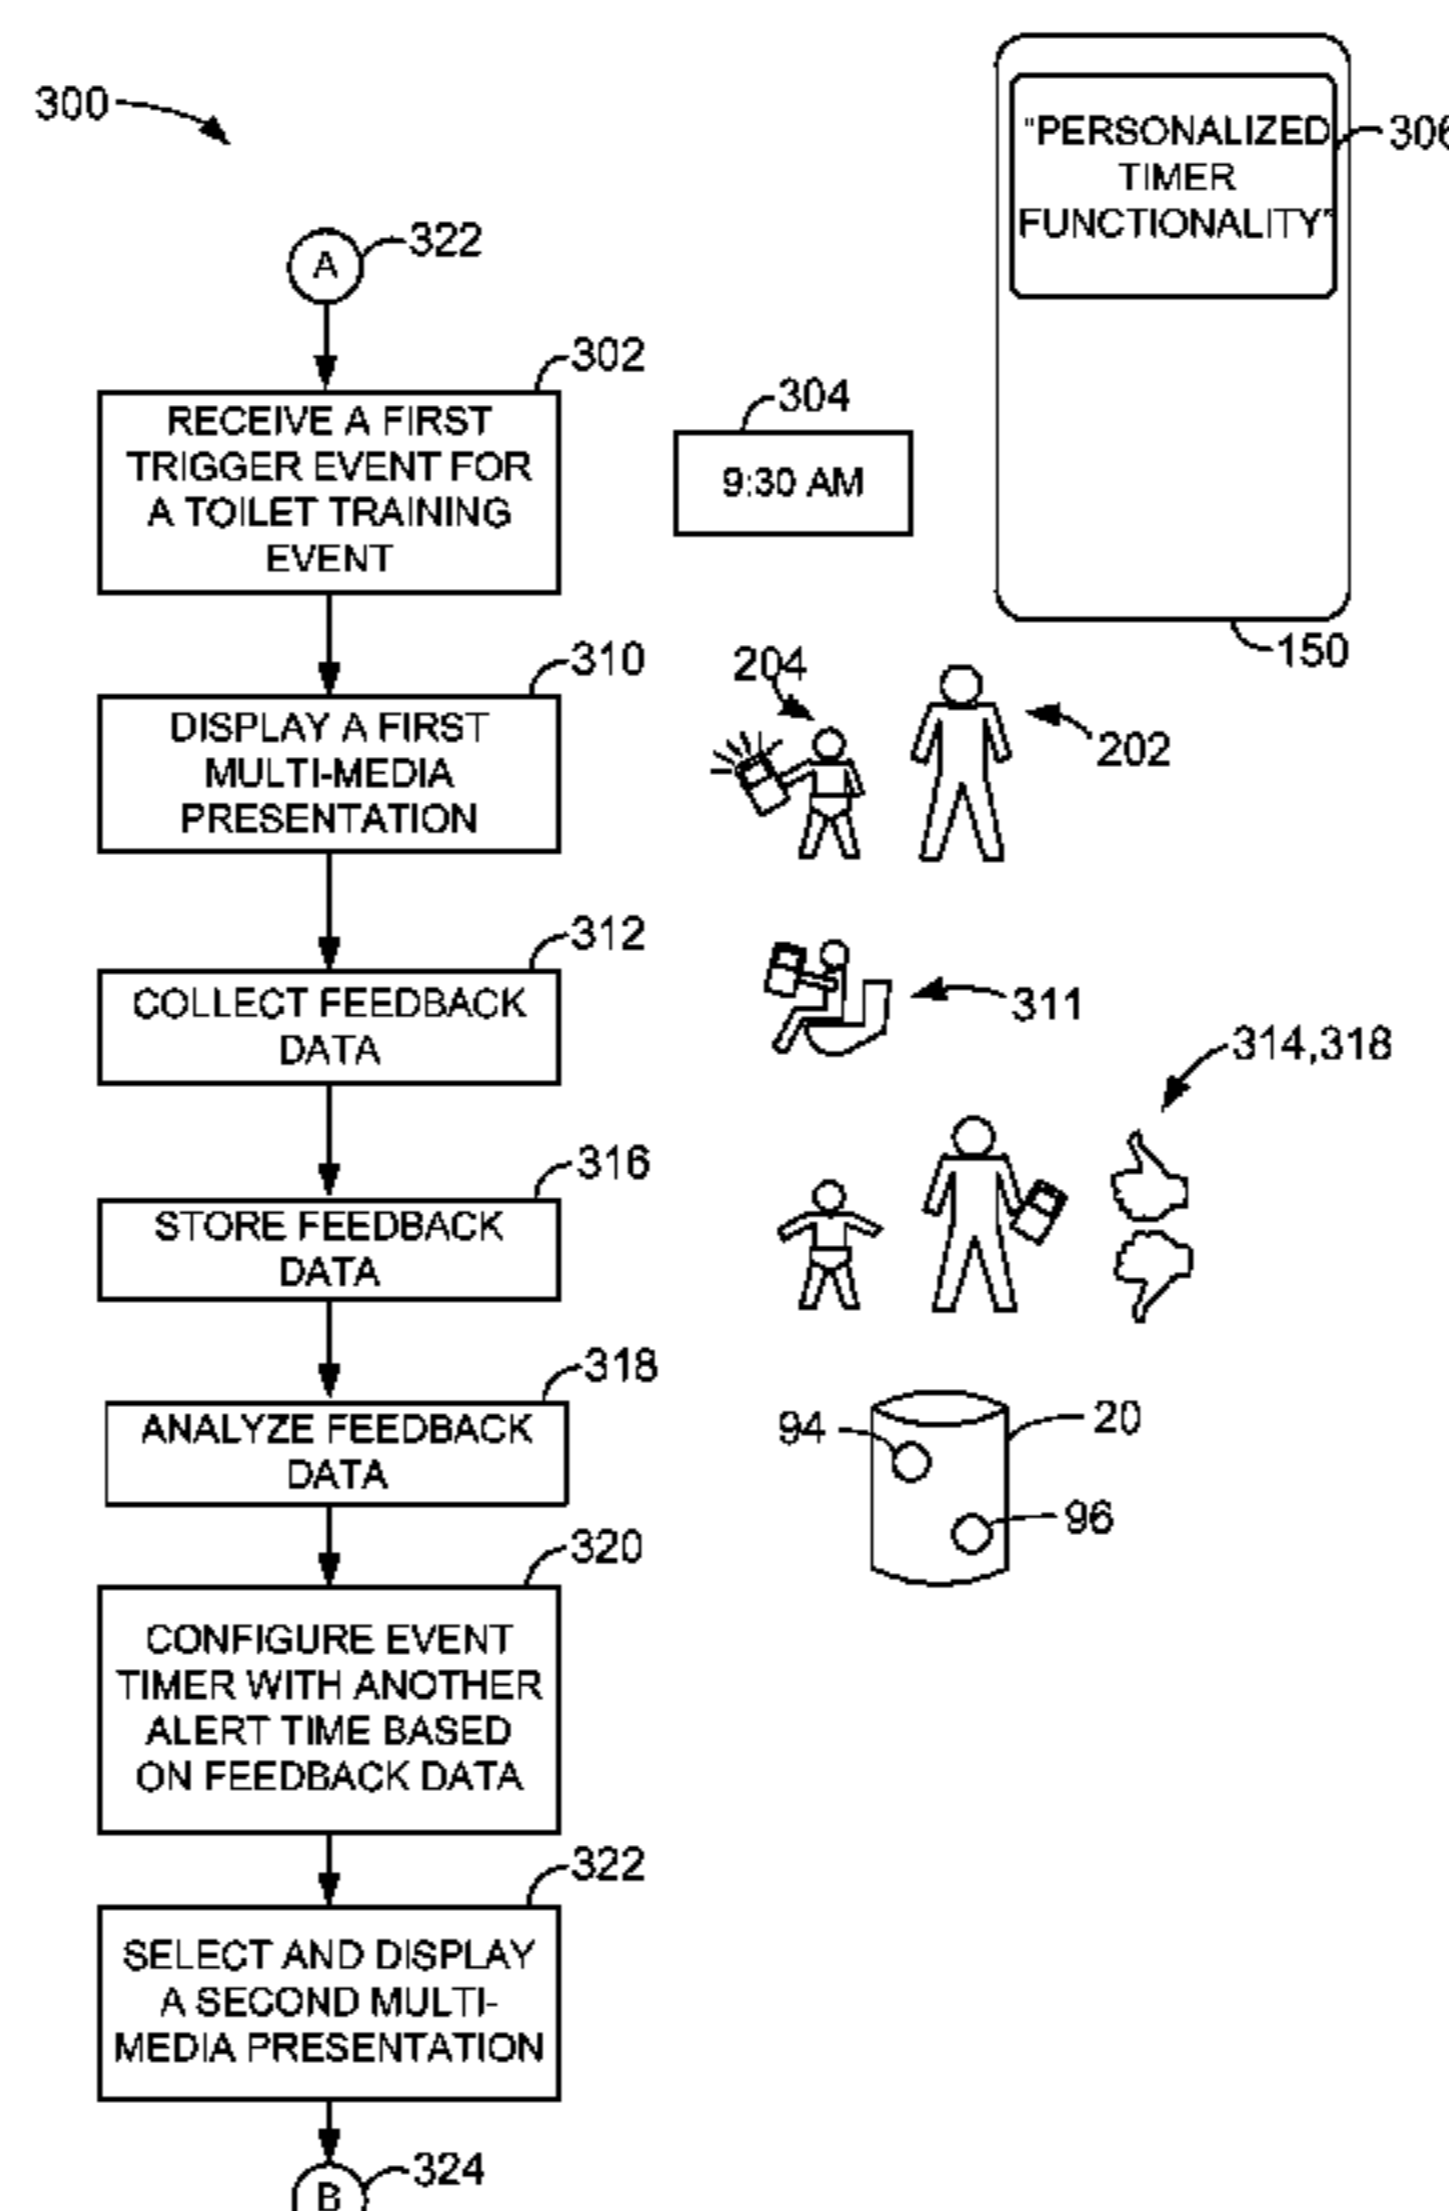 300
"PERSONALIZED
TIMER
FUNCTIONALITY"
306
A
322
302
RECEIVE A FIRST
TRIGGER EVENT FOR
A TOILET TRAINING
EVENT
304
9:30 AM
150
310
DISPLAY A FIRST
MULTI-MEDIA
PRESENTATION
204
202
312
COLLECT FEEDBACK
DATA
311
314,318
316
STORE FEEDBACK
DATA
318
ANALYZE FEEDBACK
DATA
94
20
96
320
CONFIGURE EVENT
TIMER WITH ANOTHER
ALERT TIME BASED
ON FEEDBACK DATA
322
SELECT AND DISPLAY
A SECOND MULTI-
MEDIA PRESENTATION
324
B